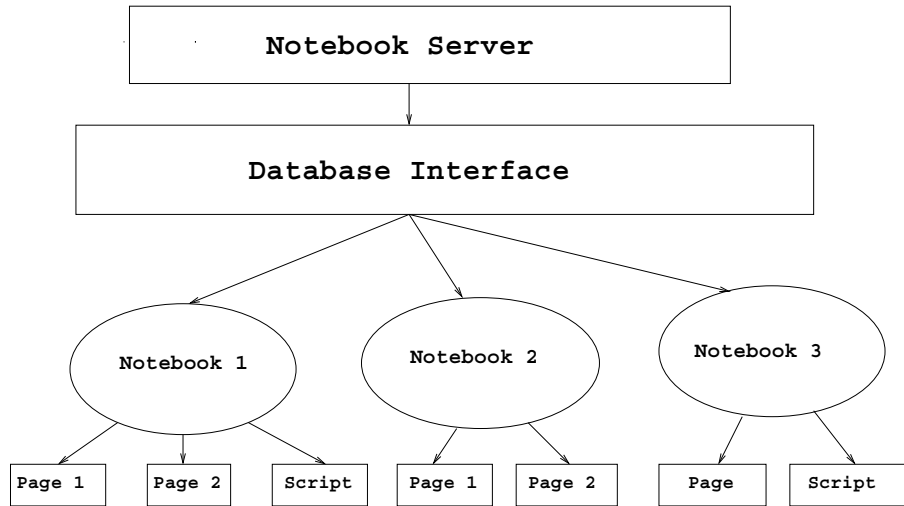 Notebook Server
Database Interface
Notebook 1
Notebook 2
Notebook 3
Page 1
Page 2
Script
Page 1
Page 2
Page
Script